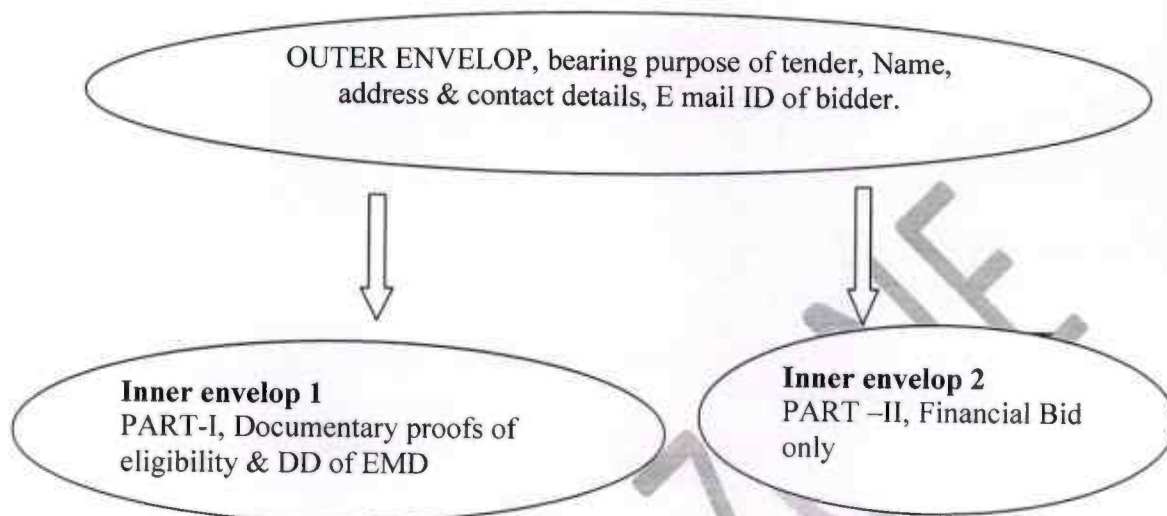 OUTER ENVELOP, bearing purpose of tender, Name,
address & contact details, E mail ID of bidder.
Inner envelop 1
PART-I, Documentary proofs of
eligibility & DD of EMD
Inner envelop 2
PART –II, Financial Bid
only